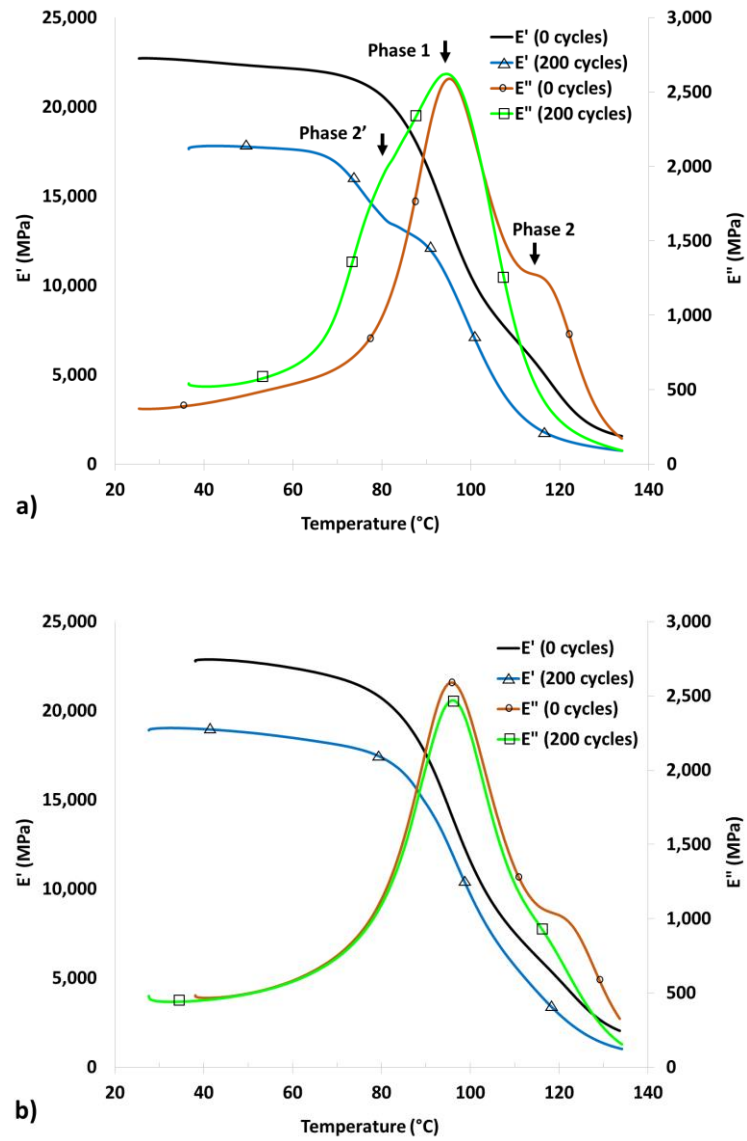 25,000
20,000
15,000
10,000
5,000
0
E' (MPa)
3,000
2,500
2,000
1,500
1,000
500
0
E" (MPa)
Phase 1
Phase 2’
Phase 2
E' (0 cycles)
E' (200 cycles)
E" (0 cycles)
E" (200 cycles)
20 40 60 80 100 120 140
Temperature (°C)
a)
25,000
20,000
15,000
10,000
5,000
0
E' (MPa)
3,000
2,500
2,000
1,500
1,000
500
0
E" (MPa)
E' (0 cycles)
E' (200 cycles)
E" (0 cycles)
E" (200 cycles)
20 40 60 80 100 120 140
Temperature (°C)
b)